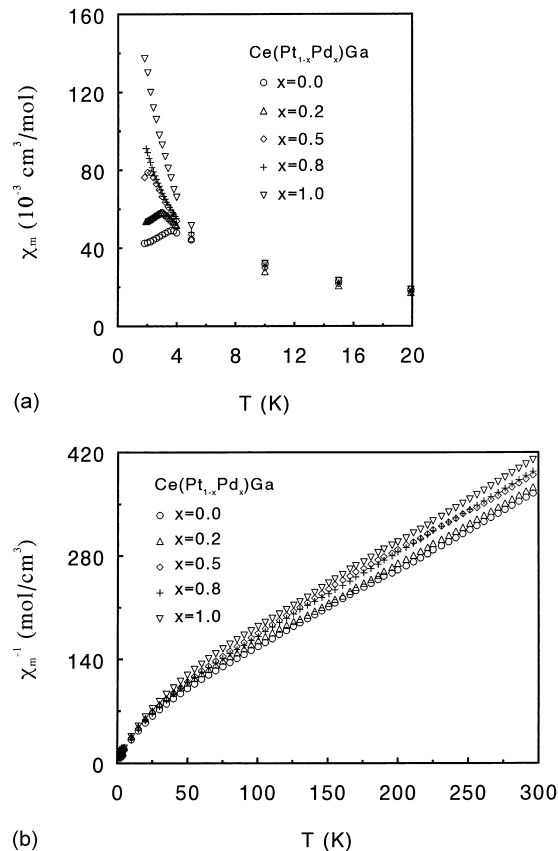 160
120
80
40
0
χₘ (10⁻³ cm³/mol)
Ce(Pt₁₋ₓPdₓ)Ga
x=0.0
x=0.2
x=0.5
x=0.8
x=1.0
0 4 8 12 16 20
(a)
T (K)
420
280
140
0
χₘ⁻¹ (mol/cm³)
Ce(Pt₁₋ₓPdₓ)Ga
x=0.0
x=0.2
x=0.5
x=0.8
x=1.0
0 50 100 150 200 250 300
(b)
T (K)